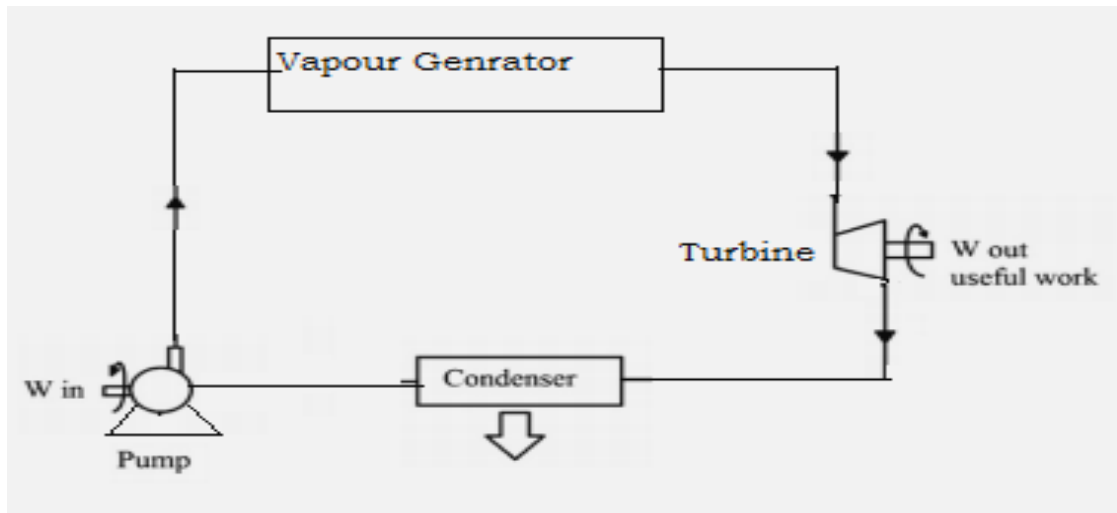 Vapour Genrator
Turbine
W out
useful work
Condenser
W in
Pump